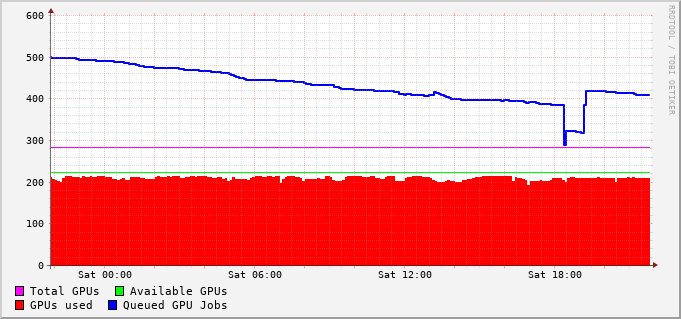 600
500
400
300
200
100
0
Sat 00:00 Sat 06:00 Sat 12:00 Sat 18:00
Total GPUs Available GPUs
GPUs used Queued GPU Jobs
RRDTOOL / TOBI OETIKER